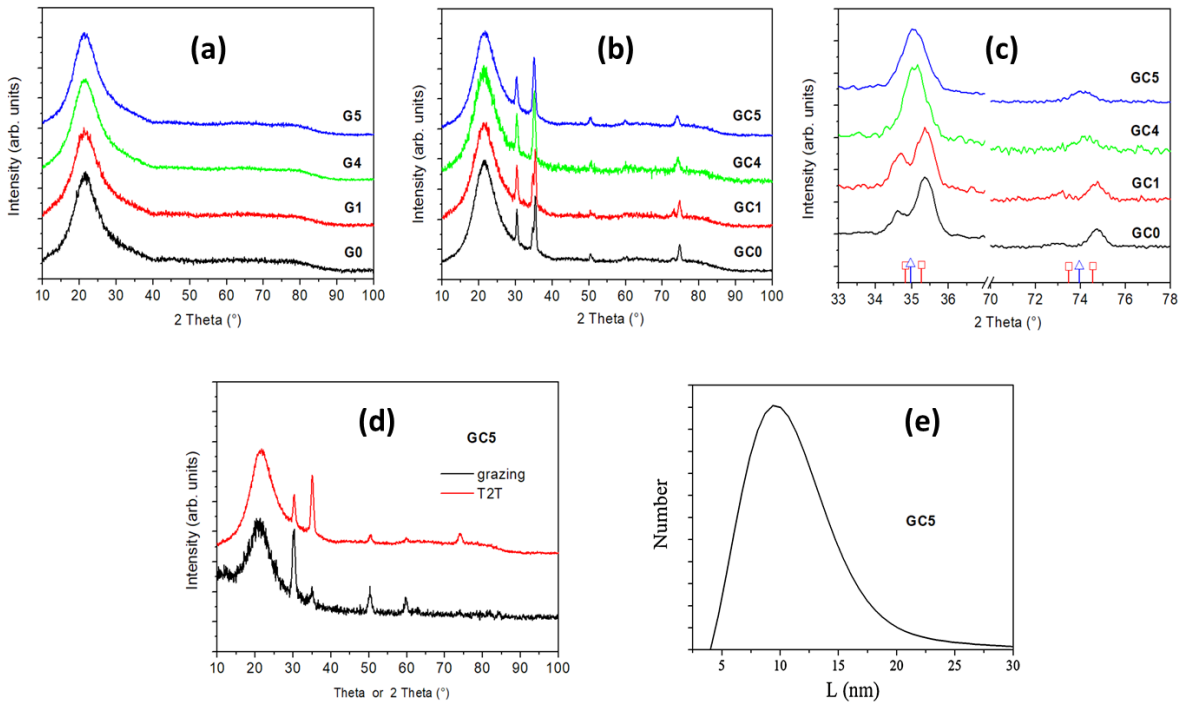 (a)
Intensity (arb. units)
G5
G4
G1
G0
10 20 30 40 50 60 70 80 90 100
2 Theta (°)
(b)
Intensity (arb. units)
GC5
GC4
GC1
GC0
10 20 30 40 50 60 70 80 90 100
2 Theta (°)
(c)
Intensity (arb. units)
GC5
GC4
GC1
GC0
33 34 35 36 70 72 74 76 78
2 Theta (°)
(d)
Intensity (arb. units)
GC5
grazing
T2T
10 20 30 40 50 60 70 80 90 100
Theta or 2 Theta (°)
(e)
Number
GC5
5 10 15 20 25 30
L (nm)